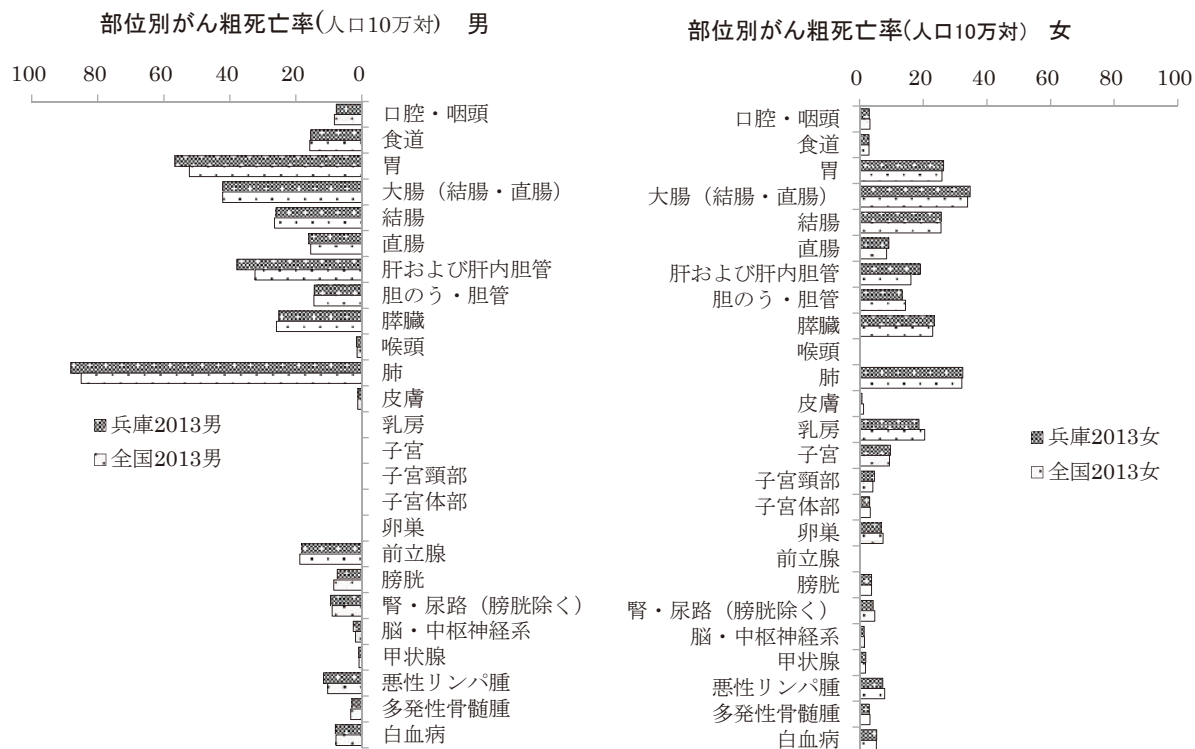 部位別がん粗死亡率(人口10万対) 男
100 80 60 40 20 0
口腔・咽頭
食道
胃
大腸（結腸・直腸）
結腸
直腸
肝および肝内胆管
胆のう・胆管
膵臓
喉頭
肺
皮膚
乳房
子宮
子宮頸部
子宮体部
卵巣
前立腺
膀胱
腎・尿路（膀胱除く）
脳・中枢神経系
甲状腺
悪性リンパ腫
多発性骨髄腫
白血病
兵庫2013男
全国2013男
部位別がん粗死亡率(人口10万対) 女
0 20 40 60 80 100
口腔・咽頭
食道
胃
大腸（結腸・直腸）
結腸
直腸
肝および肝内胆管
胆のう・胆管
膵臓
喉頭
肺
皮膚
乳房
子宮
子宮頸部
子宮体部
卵巣
前立腺
膀胱
腎・尿路（膀胱除く）
脳・中枢神経系
甲状腺
悪性リンパ腫
多発性骨髄腫
白血病
兵庫2013女
全国2013女